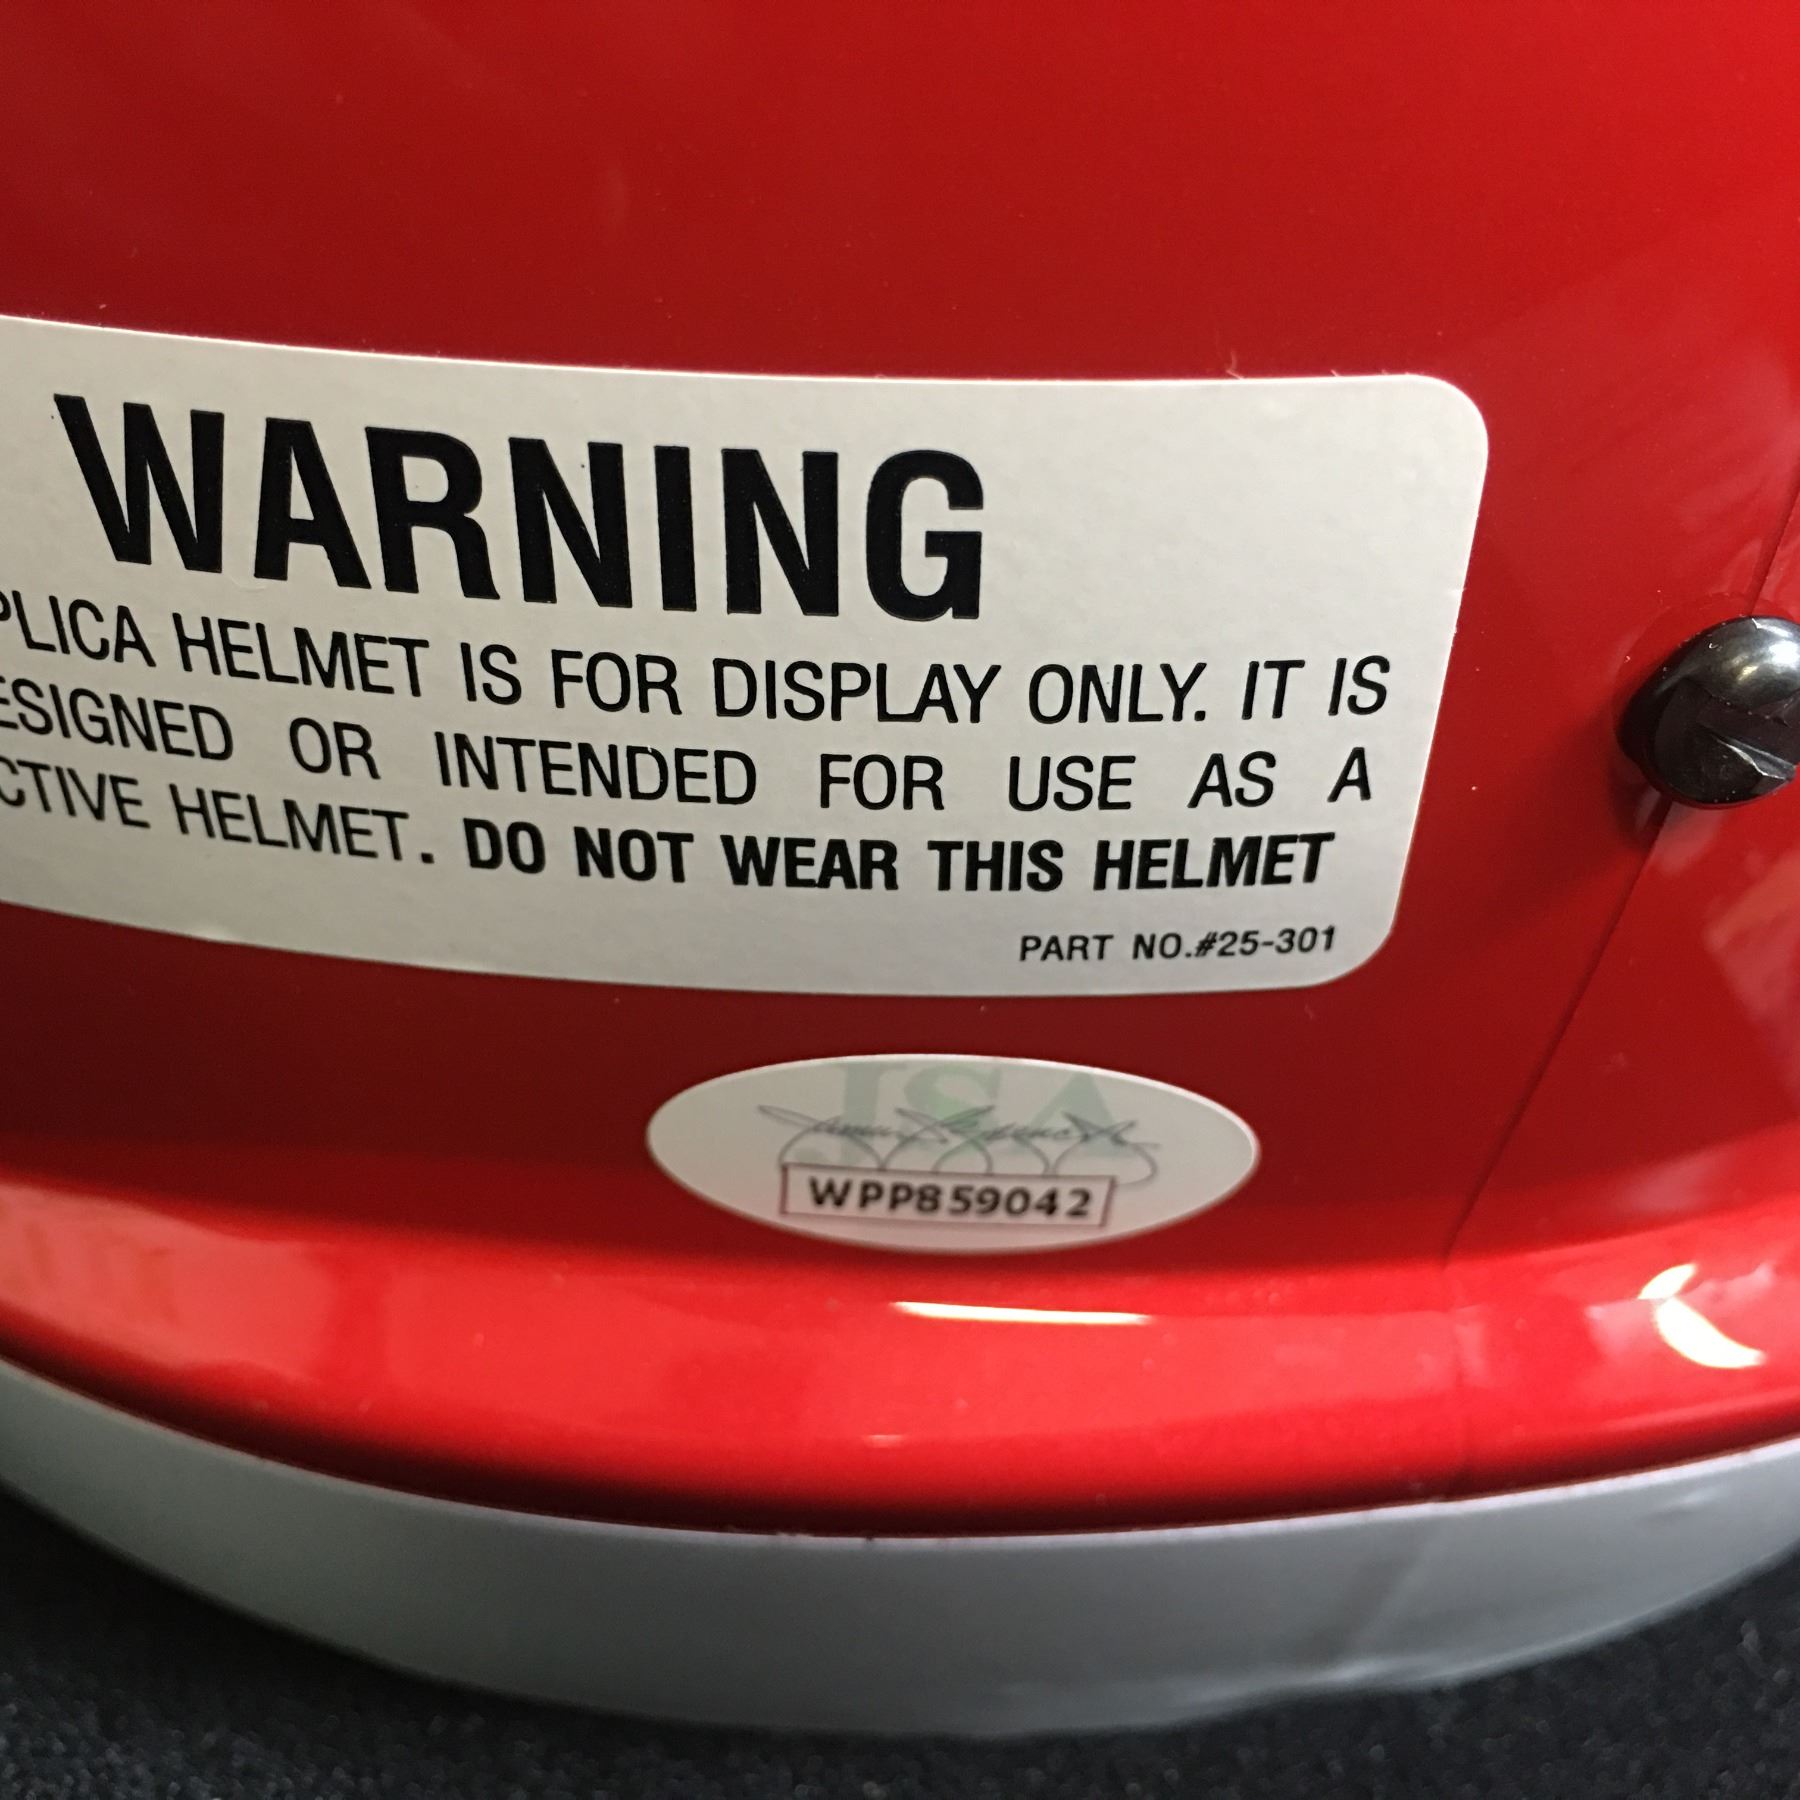 WARNING
PLICA HELMET IS FOR DISPLAY ONLY. IT IS
ESIGNED OR INTENDED FOR USE AS A
CTIVE HELMET. DO NOT WEAR THIS HELMET
PART NO.#25-301
JSA
WPP859042